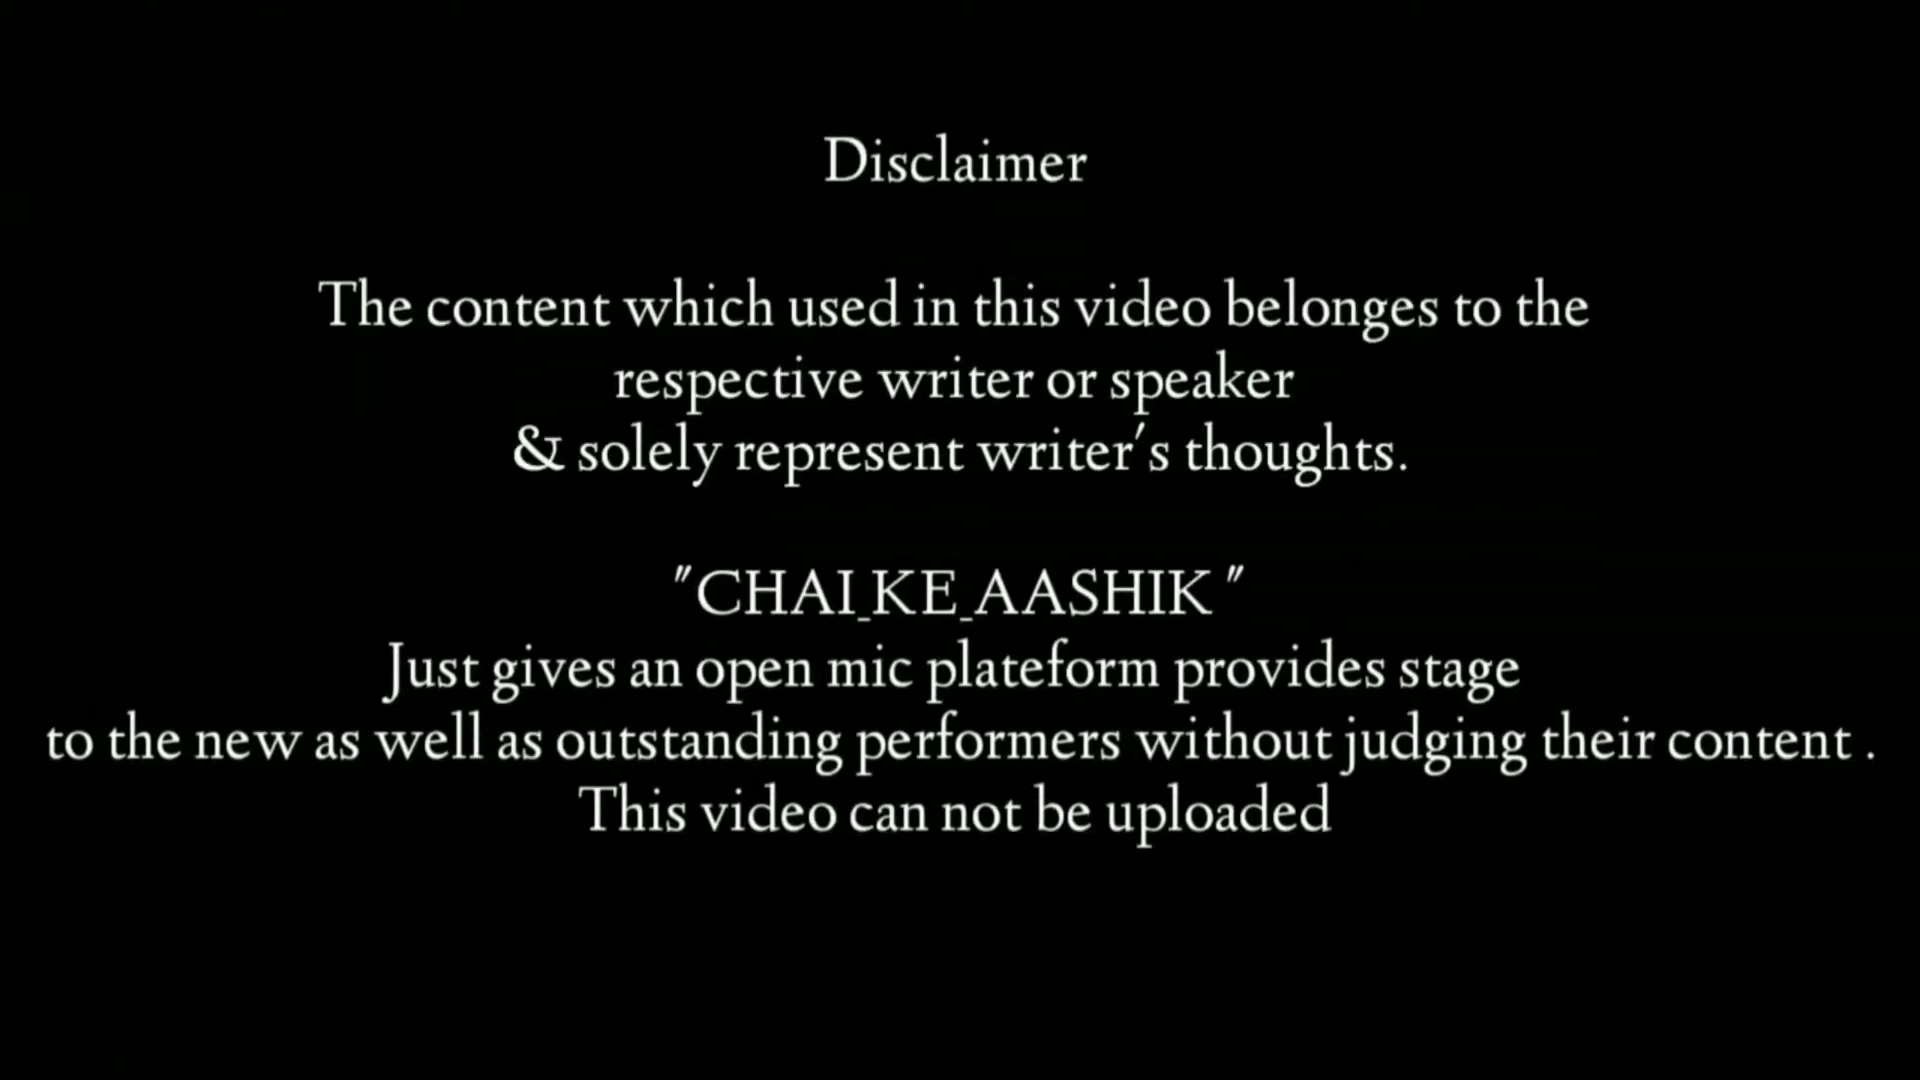 Disclaimer
The content which used in this video belonges to the
respective writer or speaker
& solely represent writer's thoughts.
"CHAI_KE_AASHIK "
Just gives an open mic plateform provides stage
to the new as well as outstanding performers without judging their content .
This video can not be uploaded